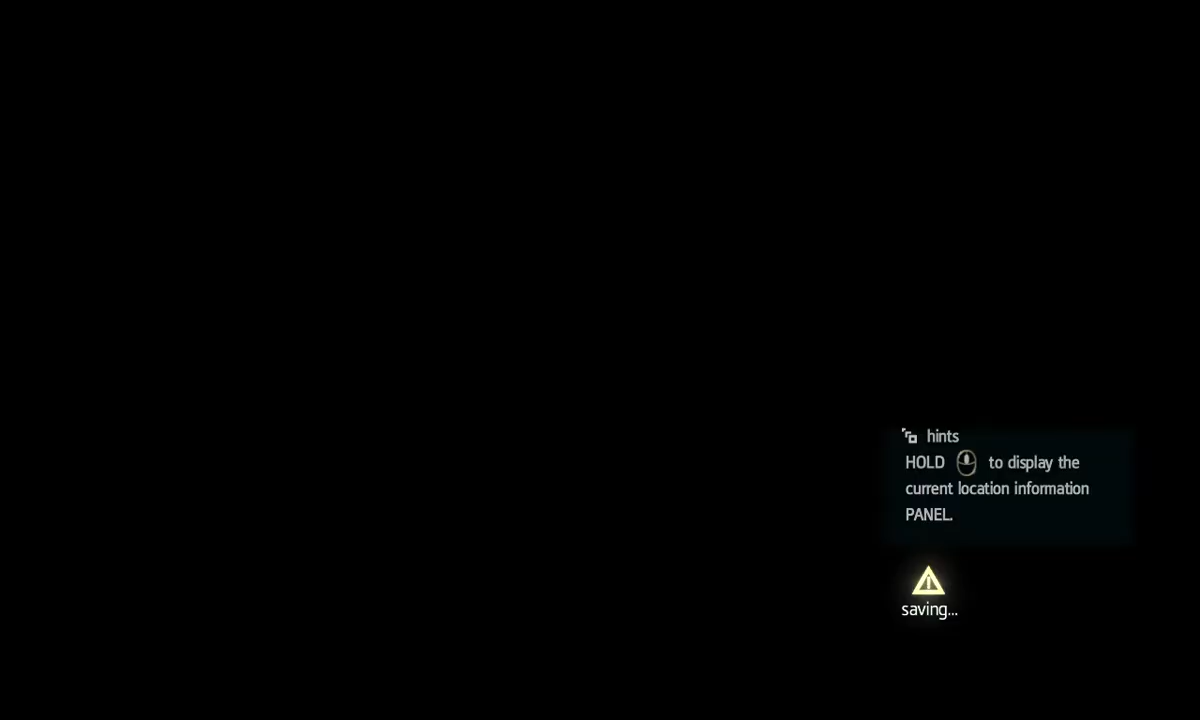 hints
HOLD to display the
current location information
PANEL.
saving...